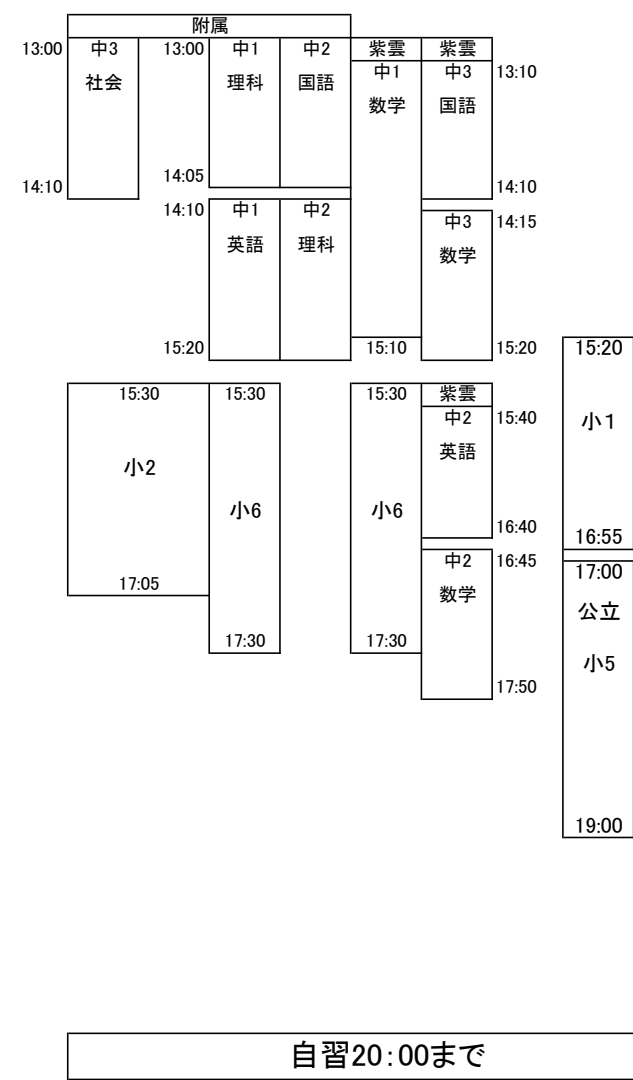 附属
13:00 中3 13:00 中1 中2 紫雲 紫雲
社会 理科 国語 中1 中3 13:10
数学 国語
14:05
14:10 14:10
14:10 中1 中2 中3 14:15
英語 理科 数学
15:20 15:10 15:20 15:20
15:30 15:30 15:30 紫雲
中2 15:40 小1
英語
小2
小6 小6
16:40 16:55
中2 16:45 17:00
17:05 数学 公立
17:30 17:30 小5
17:50
19:00
自習20:00まで